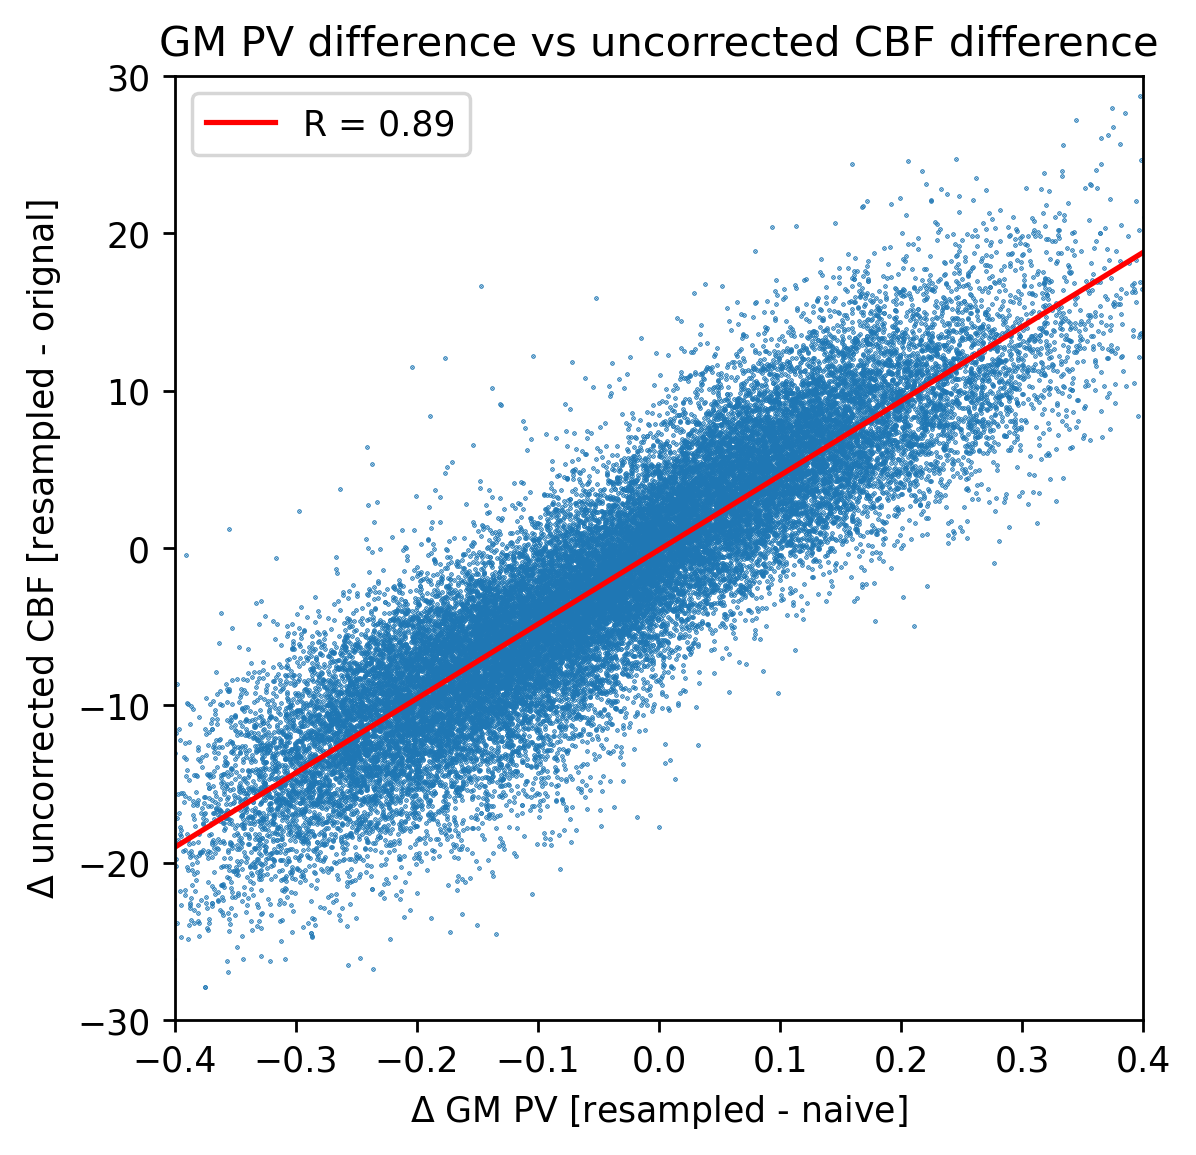 GM PV difference vs uncorrected CBF difference
R = 0.89
30
20
10
0
−10
−20
−30
Δ uncorrected CBF [resampled - orignal]
−0.4 −0.3 −0.2 −0.1 0.0 0.1 0.2 0.3 0.4
Δ GM PV [resampled - naive]